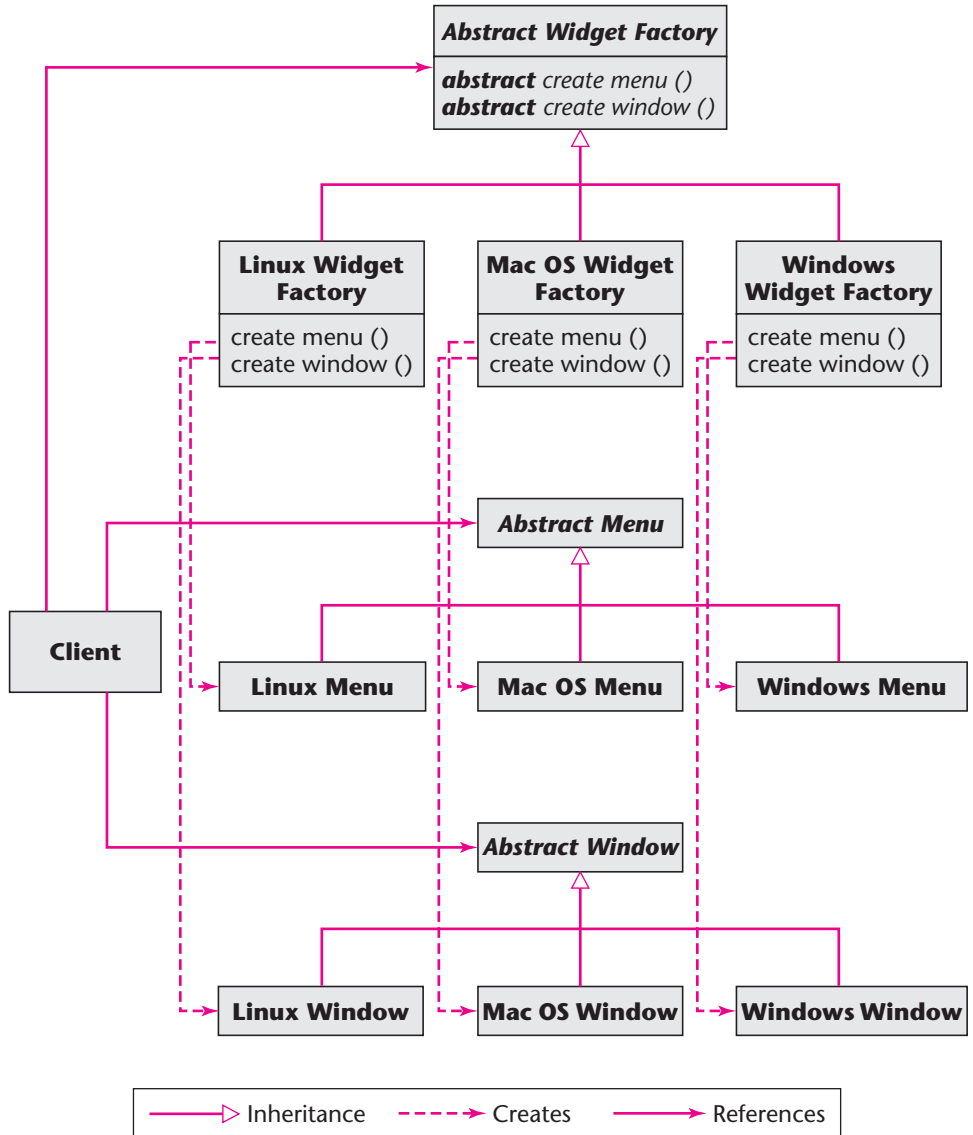 Abstract Widget Factory
abstract create menu ()
abstract create window ()
Linux Widget
Factory
create menu ()
create window ()
Mac OS Widget
Factory
create menu ()
create window ()
Windows
Widget Factory
create menu ()
create window ()
Abstract Menu
Client
Linux Menu
Mac OS Menu
Windows Menu
Abstract Window
Linux Window
Mac OS Window
Windows Window
Inheritance
Creates
References